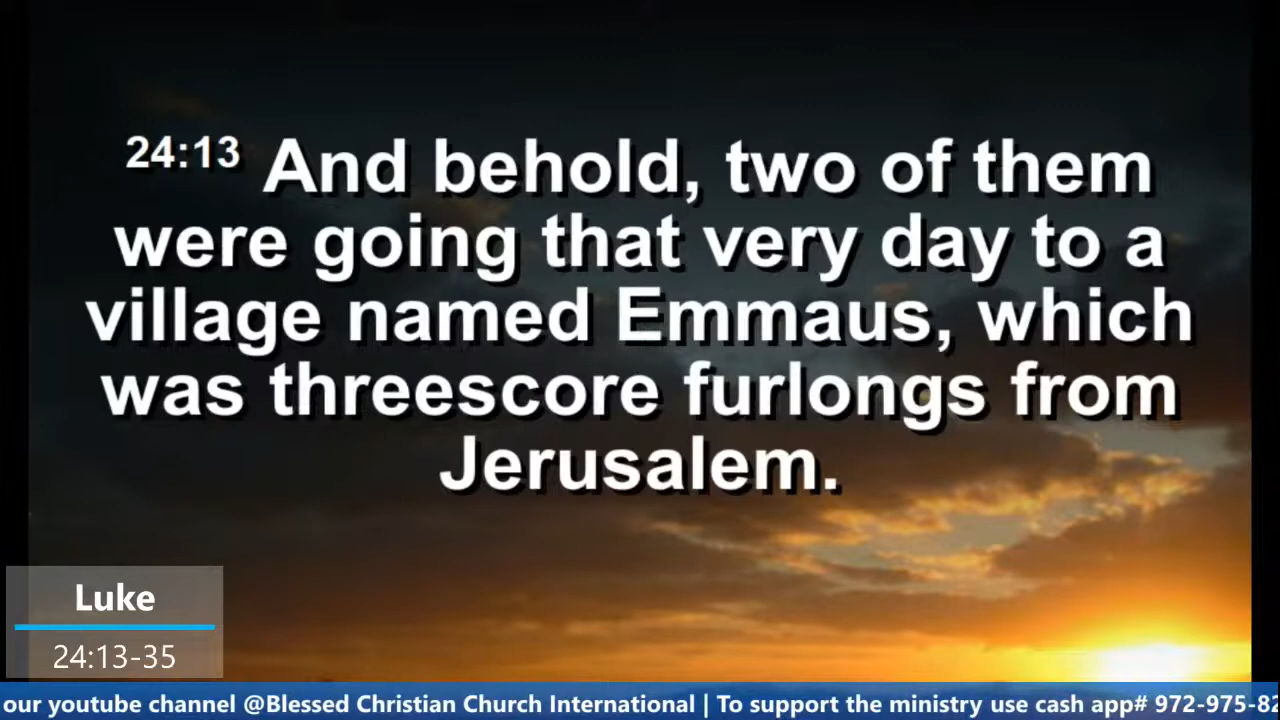 24:13 And behold, two of them
were going that very day to a
village named Emmaus, which
was threescore furlongs from
Jerusalem.
Luke
24:13-35
our youtube channel @Blessed Christian Church International | To support the ministry use cash app# 972-975-82